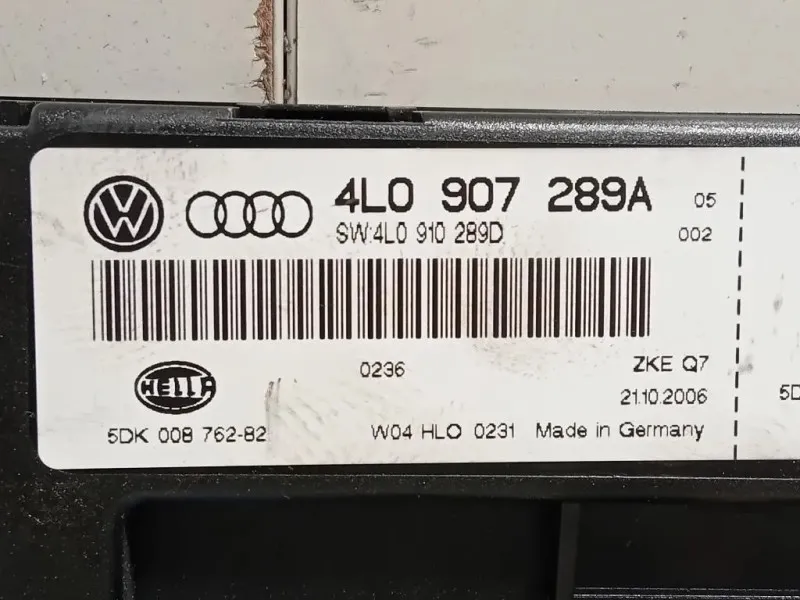 4L0 907 289A 05
SW:4L0 910 289D 002
0236 ZKE Q7
HELLA
21.10.2006
5DK 008 762-82
W04 HLO 0231 Made in Germany
5D